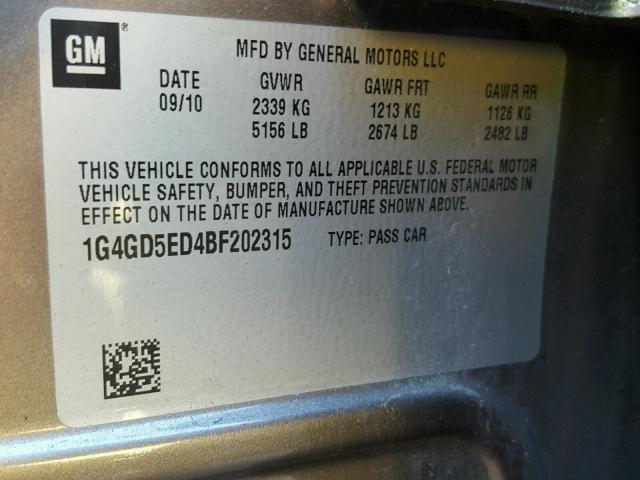 GM ®
MFD BY GENERAL MOTORS LLC
DATE GVWR GAWR FRT GAWR RR
09/10 2339 KG 1213 KG 1126 KG
5156 LB 2674 LB 2482 LB
THIS VEHICLE CONFORMS TO ALL APPLICABLE U.S. FEDERAL MOTOR
VEHICLE SAFETY, BUMPER, AND THEFT PREVENTION STANDARDS IN
EFFECT ON THE DATE OF MANUFACTURE SHOWN ABOVE.
1G4GD5ED4BF202315 TYPE: PASS CAR